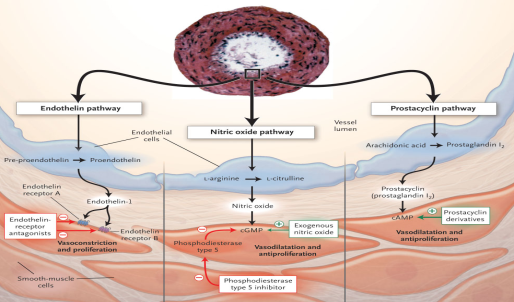 Endothelin pathway
Nitric oxide pathway
Prostacyclin pathway
Endothelial
cells
Vessel
lumen
Pre-proendothelin
Proendothelin
L-arginine
L-citrulline
Arachidonic acid
Prostaglandin I2
Endothelin
receptor A
Endothelin-1
Nitric oxide
Prostacyclin
(prostaglandin I2)
Endothelin-
receptor
antagonists
−
−
Endothelin
receptor B
Vasoconstriction
and proliferation
−
cGMP
+
Exogenous
nitric oxide
Phosphodiesterase
type 5
Vasodilatation and
antiproliferation
cAMP
+
Prostacyclin
derivatives
Vasodilatation and
antiproliferation
Smooth-muscle
cells
−
Phosphodiesterase
type 5 inhibitor